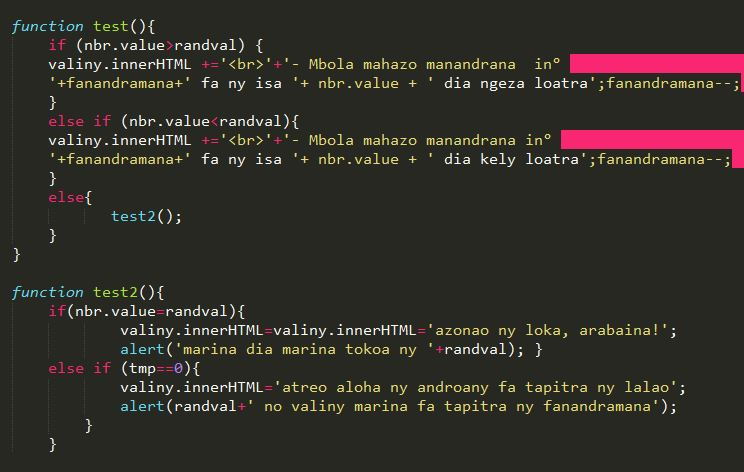 function test(){
if (nbr.value>randval) {
valiny.innerHTML +='<br>'+'- Mbola mahazo manandrana  in°
'+fanandramana+' fa ny isa '+ nbr.value + ' dia ngeza loatra';fanandramana--;
}
else if (nbr.value<randval){
valiny.innerHTML +='<br>'+'- Mbola mahazo manandrana in°
'+fanandramana+' fa ny isa '+ nbr.value + ' dia kely loatra';fanandramana--;
}
else{
test2();
}
}
function test2(){
if(nbr.value=randval){
valiny.innerHTML=valiny.innerHTML='azonao ny loka, arabaina!';
alert('marina dia marina tokoa ny '+randval); }
else if (tmp==0){
valiny.innerHTML='atreo aloha ny androany fa tapitra ny lalao';
alert(randval+' no valiny marina fa tapitra ny fanandramana');
}
}